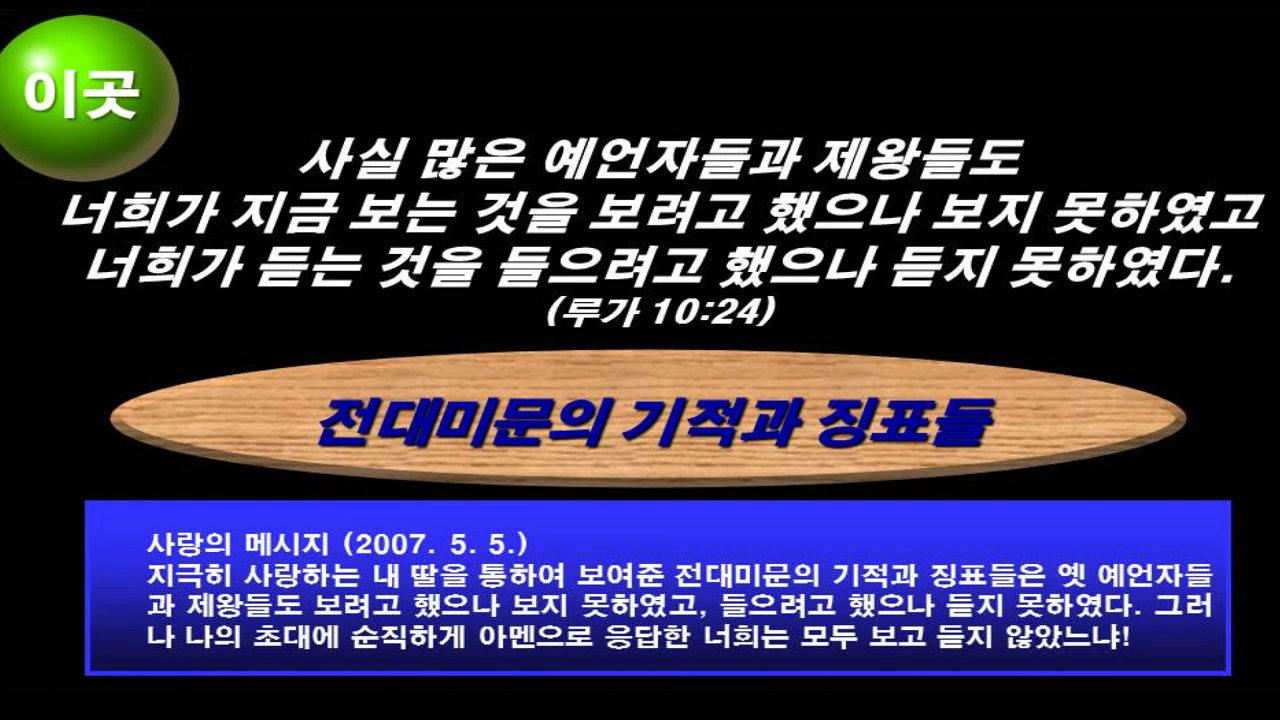 이곳
사실 많은 예언자들과 제왕들도
너희가 지금 보는 것을 보려고 했으나 보지 못하였고
너희가 듣는 것을 들으려고 했으나 듣지 못하였다.
(루가 10:24)
전대미문의 기적과 징표들
사랑의 메시지 (2007. 5. 5.)
지극히 사랑하는 내 딸을 통하여 보여준 전대미문의 기적과 징표들은 옛 예언자들
과 제왕들도 보려고 했으나 보지 못하였고, 들으려고 했으나 듣지 못하였다. 그러
나 나의 초대에 순직하게 아멘으로 응답한 너희는 모두 보고 듣지 않았느냐!